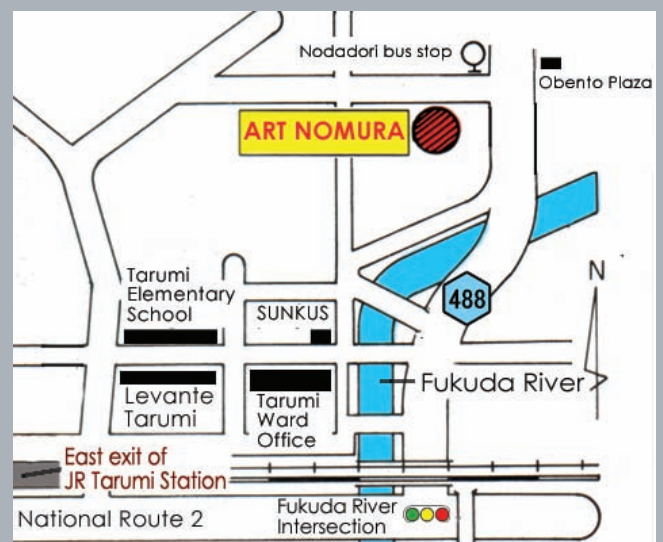 Nodadori bus stop
Obento Plaza
ART NOMURA
N
Tarumi
Elementary
School
SUNKUS
488
Levante
Tarumi
Tarumi
Ward
Office
Fukuda River
East exit of
JR Tarumi Station
National Route 2
Fukuda River
Intersection